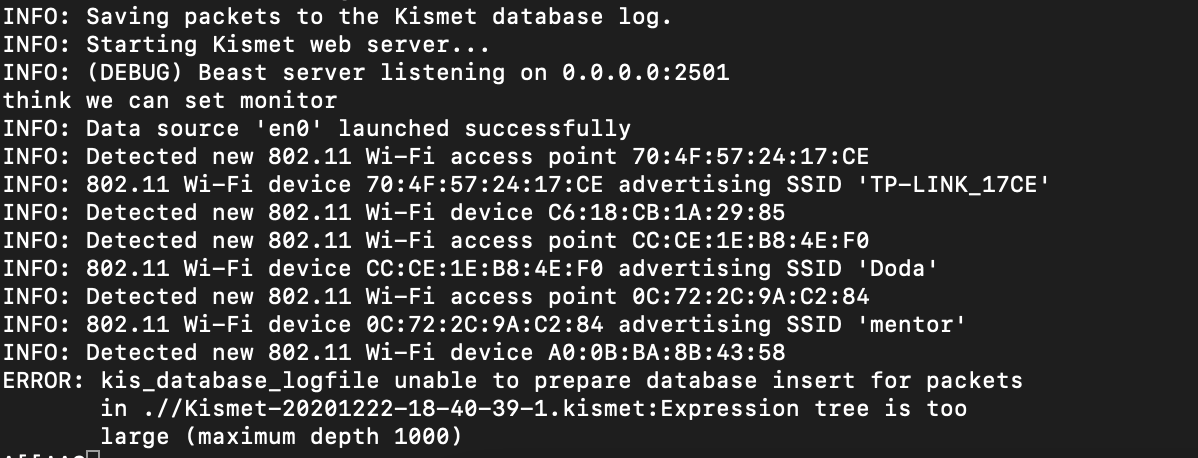 INFO: Saving packets to the Kismet database log.
INFO: Starting Kismet web server...
INFO: (DEBUG) Beast server listening on 0.0.0.0:2501
think we can set monitor
INFO: Data source 'en0' launched successfully
INFO: Detected new 802.11 Wi-Fi access point 70:4F:57:24:17:CE
INFO: 802.11 Wi-Fi device 70:4F:57:24:17:CE advertising SSID 'TP-LINK_17CE'
INFO: Detected new 802.11 Wi-Fi device C6:18:CB:1A:29:85
INFO: Detected new 802.11 Wi-Fi access point CC:CE:1E:B8:4E:F0
INFO: 802.11 Wi-Fi device CC:CE:1E:B8:4E:F0 advertising SSID 'Doda'
INFO: Detected new 802.11 Wi-Fi access point 0C:72:2C:9A:C2:84
INFO: 802.11 Wi-Fi device 0C:72:2C:9A:C2:84 advertising SSID 'mentor'
INFO: Detected new 802.11 Wi-Fi device A0:0B:BA:8B:43:58
ERROR: kis_database_logfile unable to prepare database insert for packets
in .//Kismet-20201222-18-40-39-1.kismet:Expression tree is too
large (maximum depth 1000)